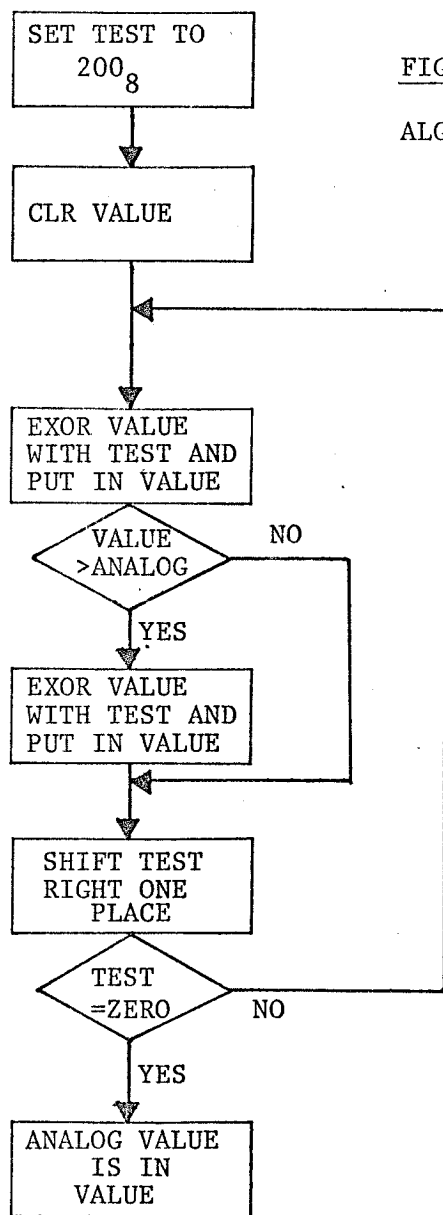 SET TEST TO
200
8
FIG
ALG
CLR VALUE
EXOR VALUE
WITH TEST AND
PUT IN VALUE
VALUE
>ANALOG
NO
YES
EXOR VALUE
WITH TEST AND
PUT IN VALUE
SHIFT TEST
RIGHT ONE
PLACE
TEST
=ZERO
NO
YES
ANALOG VALUE
IS IN
VALUE